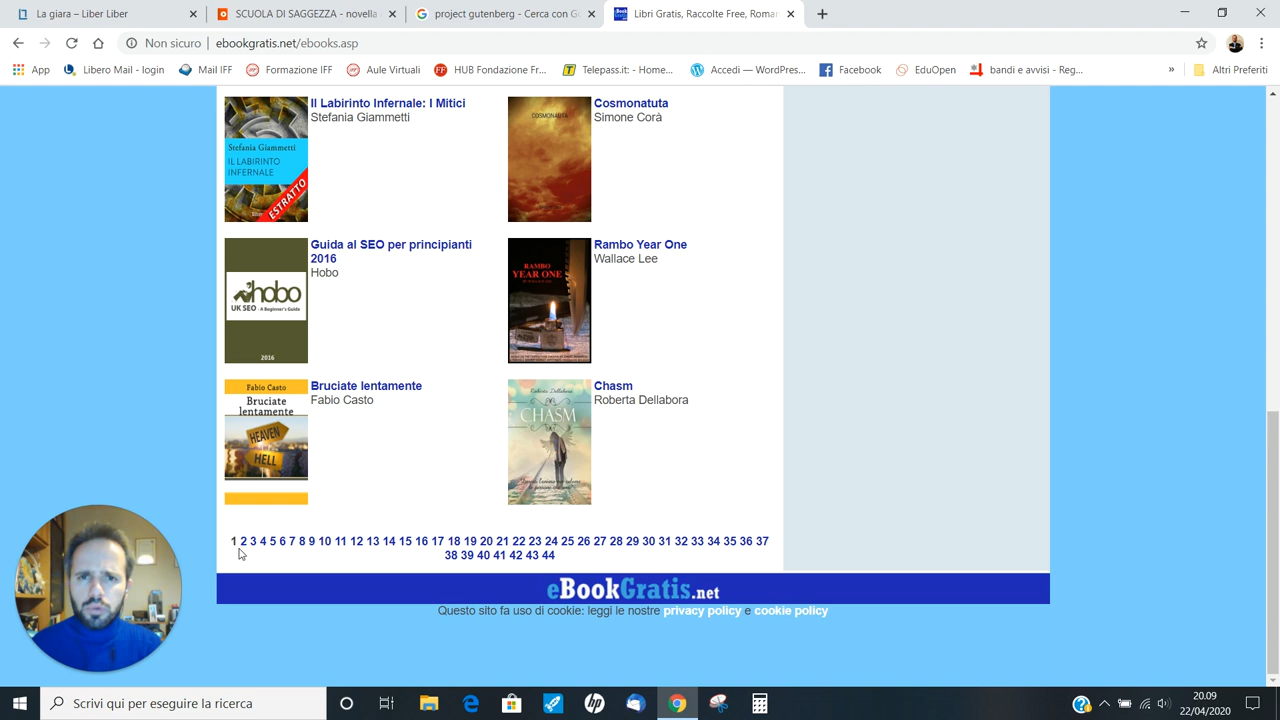 La giara – Liber Liber
SCINTILLE DI SAGGEZZA - Ornella A
project gutenberg - Cerca con Go
Libri Gratis, Raccolte Free, Roman
Non sicuro | ebookgratis.net/ebooks.asp
App
Libero Mail - login
Mail IFF
Formazione IFF
Aule Virtuali
HUB Fondazione Fr...
Telepass.it: - Home...
Accedi — WordPres...
Facebook
EduOpen
bandi e avvisi - Reg...
»
Altri Preferiti
Il Labirinto Infernale: I Mitici
Stefania Giammetti
Stefania Giammetti
IL LABIRINTO
INFERNALE
ESTRATTO
Cosmonatuta
Simone Corà
COSMONAUTA
Guida al SEO per principianti
2016
Hobo
hobo
UK SEO : A Beginner's Guide
2016
Rambo Year One
Wallace Lee
RAMBO
YEAR ONE
Bruciate lentamente
Fabio Casto
Fabio Casto
Bruciate
lentamente
HEAVEN
HELL
Chasm
Roberta Dellabora
Roberta Dellabora
CHASM
1 2 3 4 5 6 7 8 9 10 11 12 13 14 15 16 17 18 19 20 21 22 23 24 25 26 27 28 29 30 31 32 33 34 35 36 37
38 39 40 41 42 43 44
eBookGratis.net
Questo sito fa uso di cookie: leggi le nostre privacy policy e cookie policy
Scrivi qui per eseguire la ricerca
20.09
22/04/2020